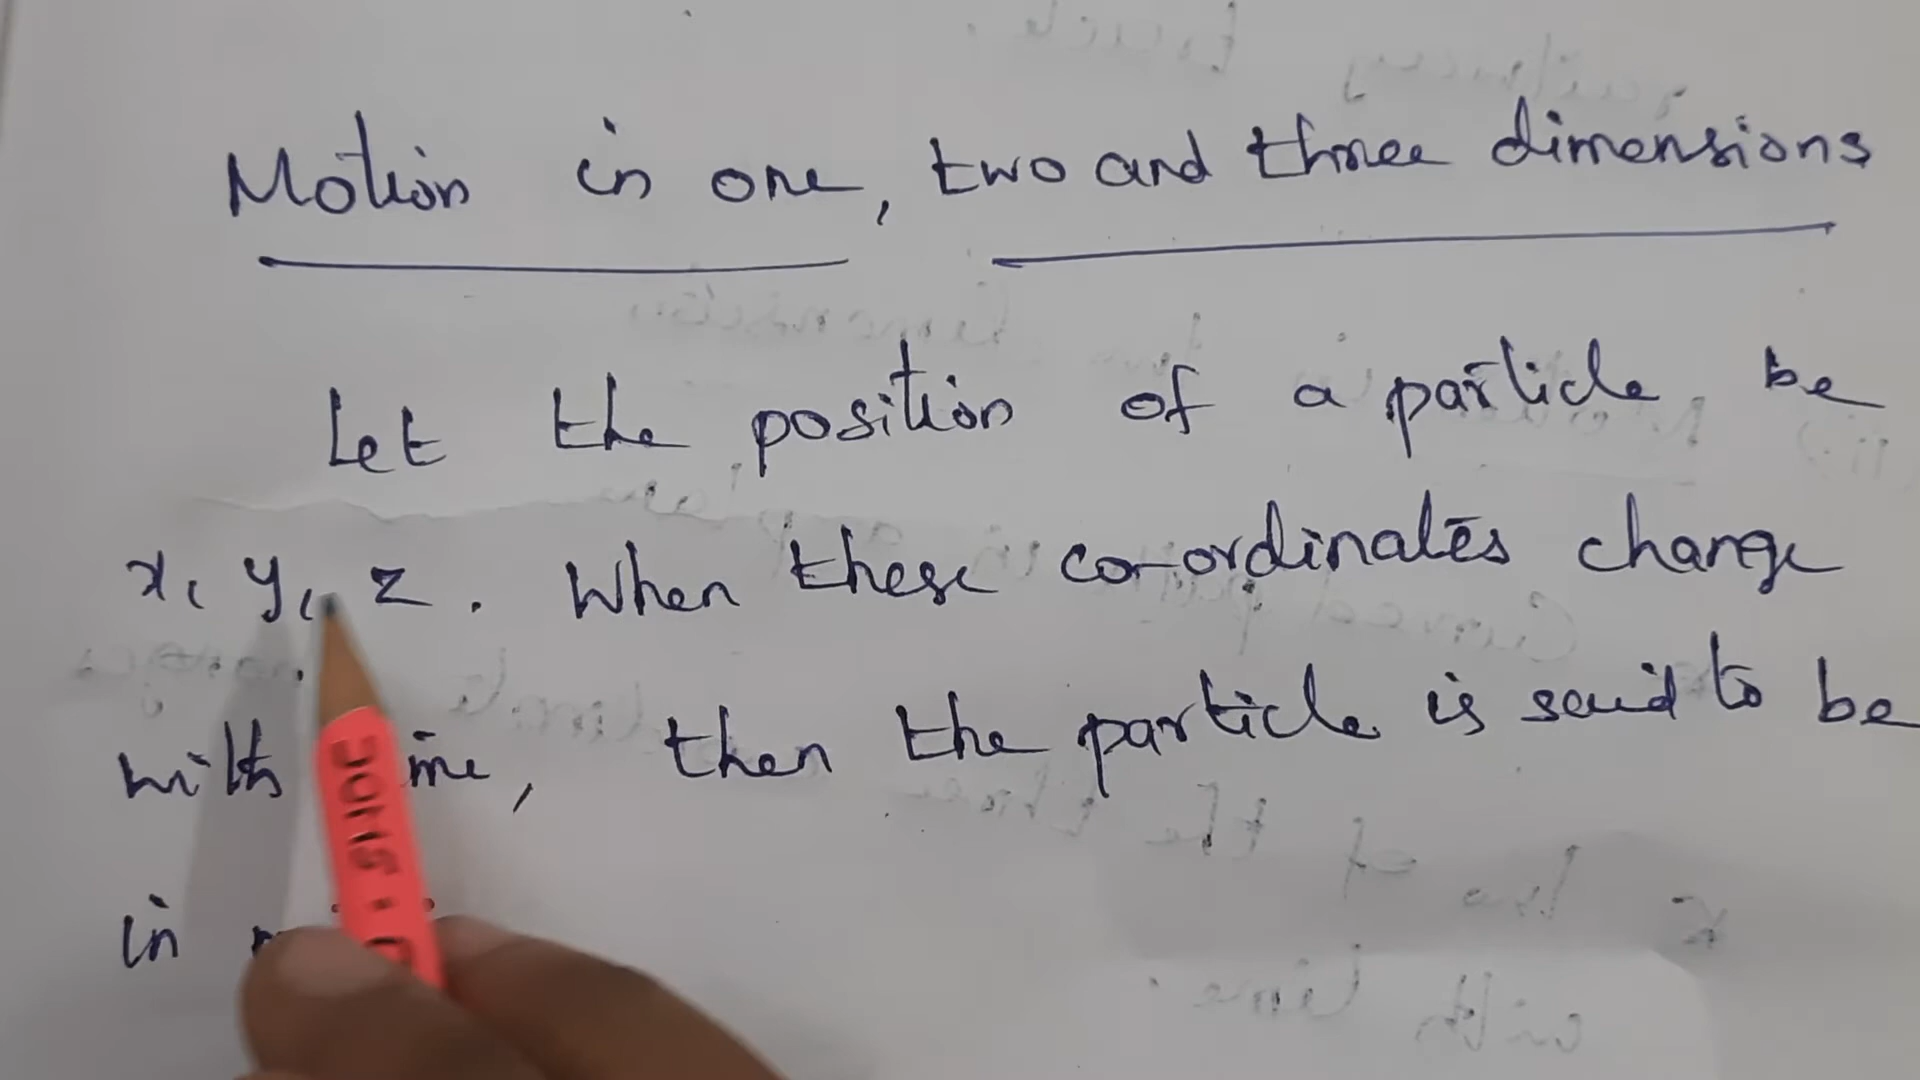 Motion in one, two and three dimensions
Let the position of a particle be
x, y, z. When these co-ordinates change
with time, then the particle is said to be
in